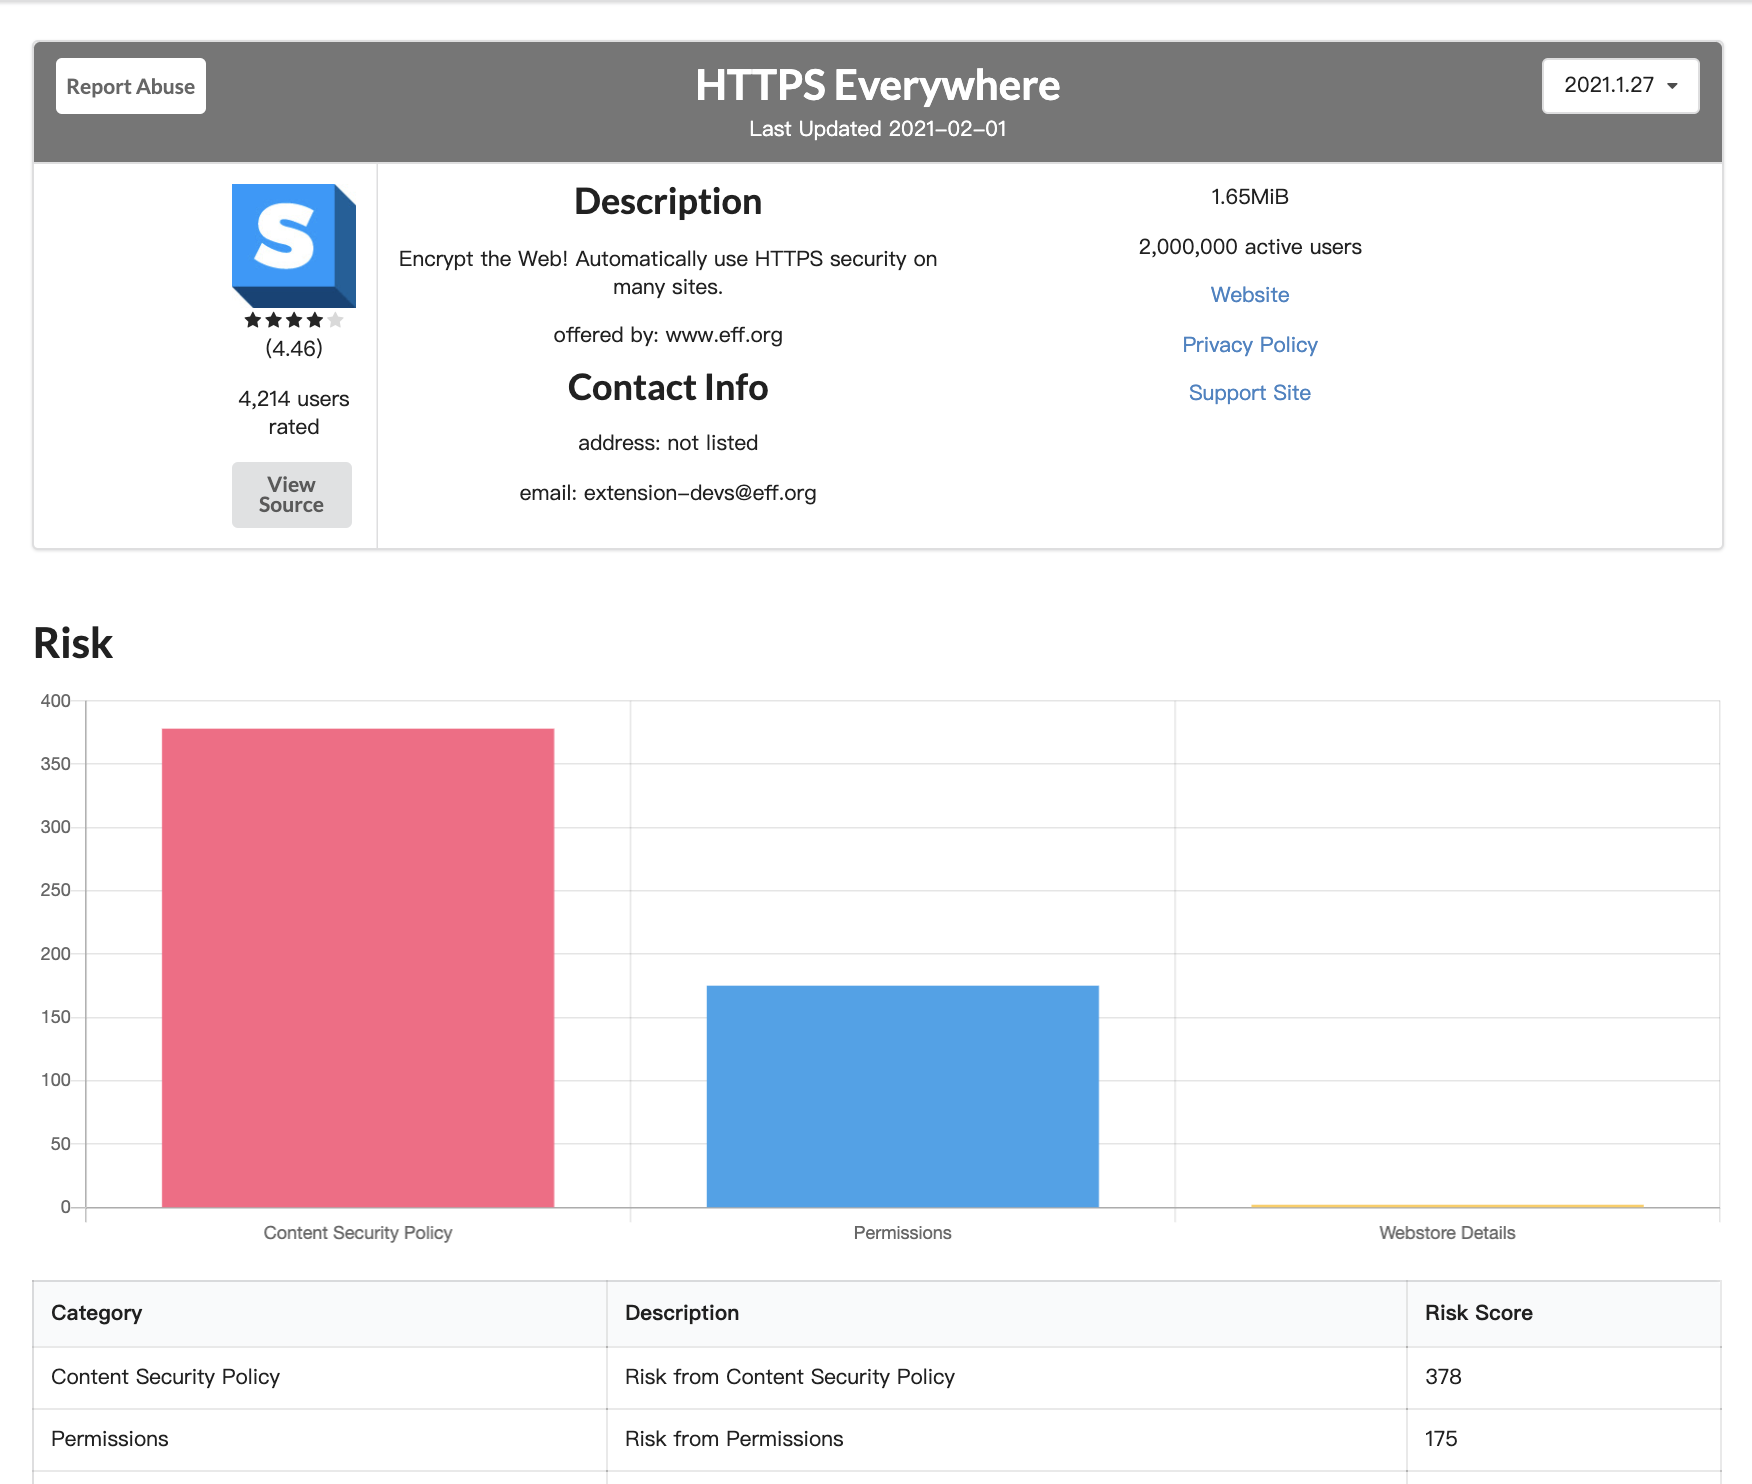 Report Abuse
HTTPS Everywhere
Last Updated 2021-02-01
2021.1.27
S
(4.46)
4,214 users
rated
View
Source
Description
Encrypt the Web! Automatically use HTTPS security on
many sites.
offered by: www.eff.org
Contact Info
address: not listed
email: extension-devs@eff.org
1.65MiB
2,000,000 active users
Website
Privacy Policy
Support Site
Risk
400
350
300
250
200
150
100
50
0
Content Security Policy
Permissions
Webstore Details
Category Description Risk Score
Content Security Policy Risk from Content Security Policy 378
Permissions Risk from Permissions 175